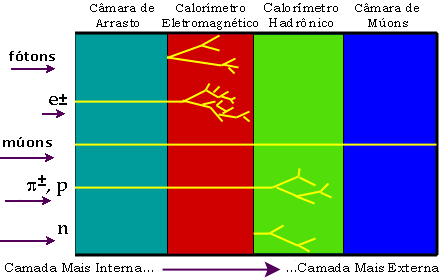 Câmara de
Arrasto
Calorímetro
Eletromagnético
Calorímetro
Hadrônico
Câmara de
Múons
fótons
e±
múons
π±, p
n
Camada Mais Interna...
...Camada Mais Externa